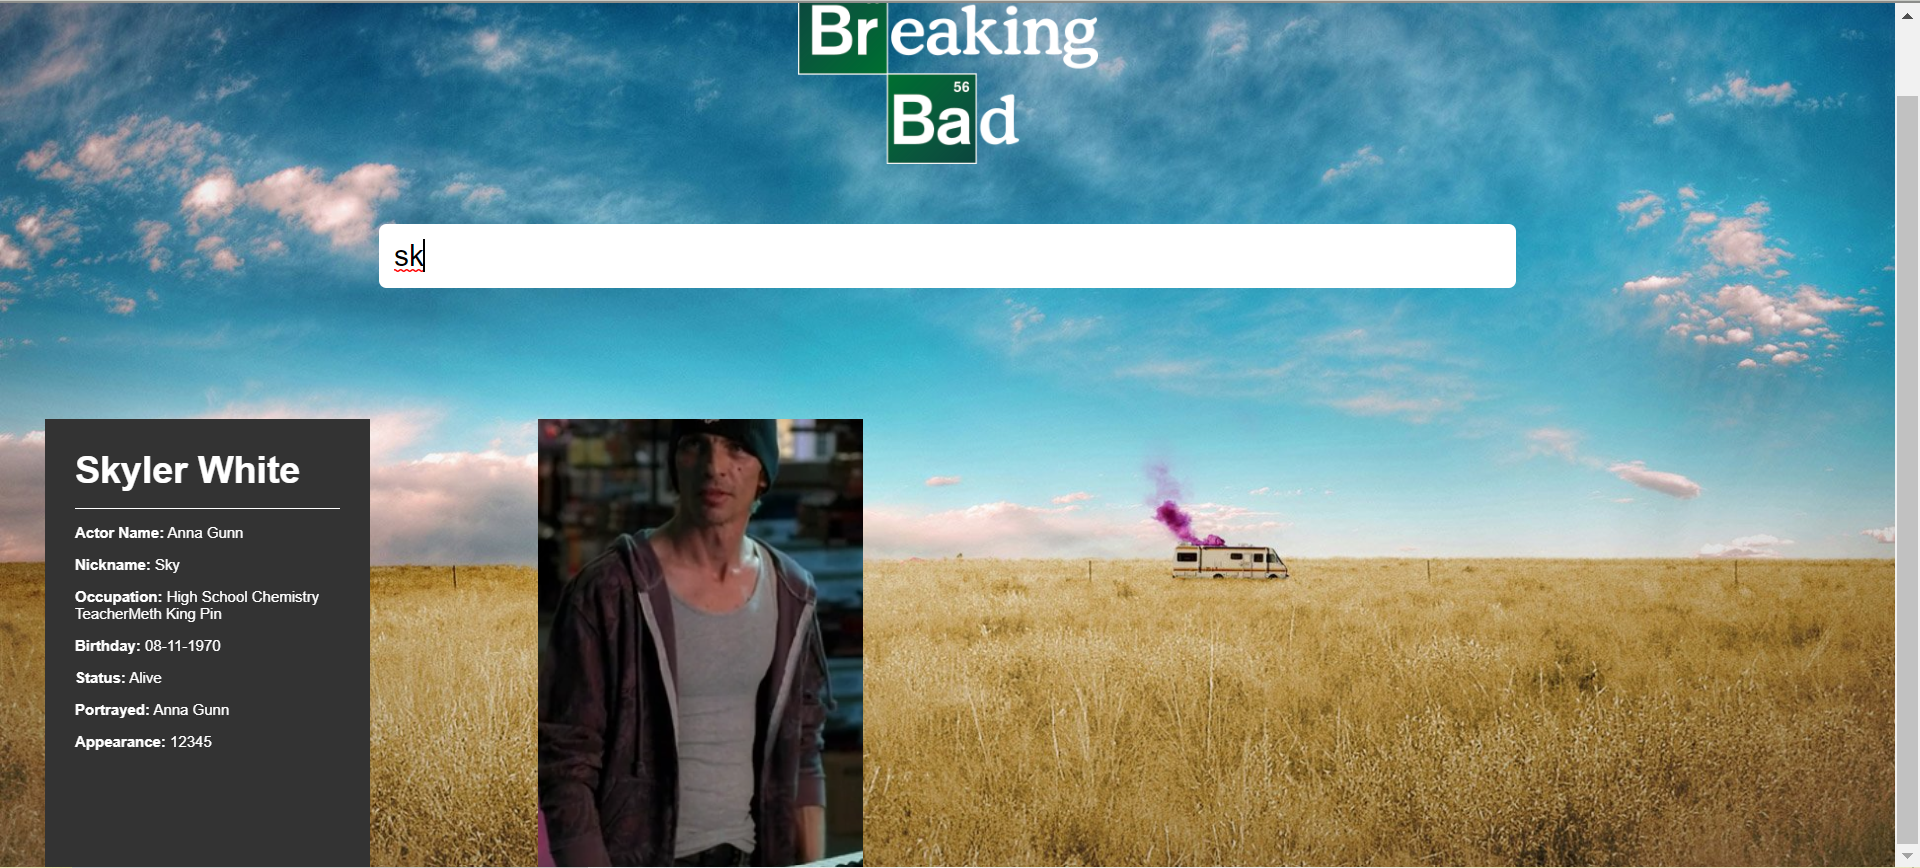 Breaking
56
Bad
sk
Skyler White
Actor Name: Anna Gunn
Nickname: Sky
Occupation: High School Chemistry
TeacherMeth King Pin
Birthday: 08-11-1970
Status: Alive
Portrayed: Anna Gunn
Appearance: 12345